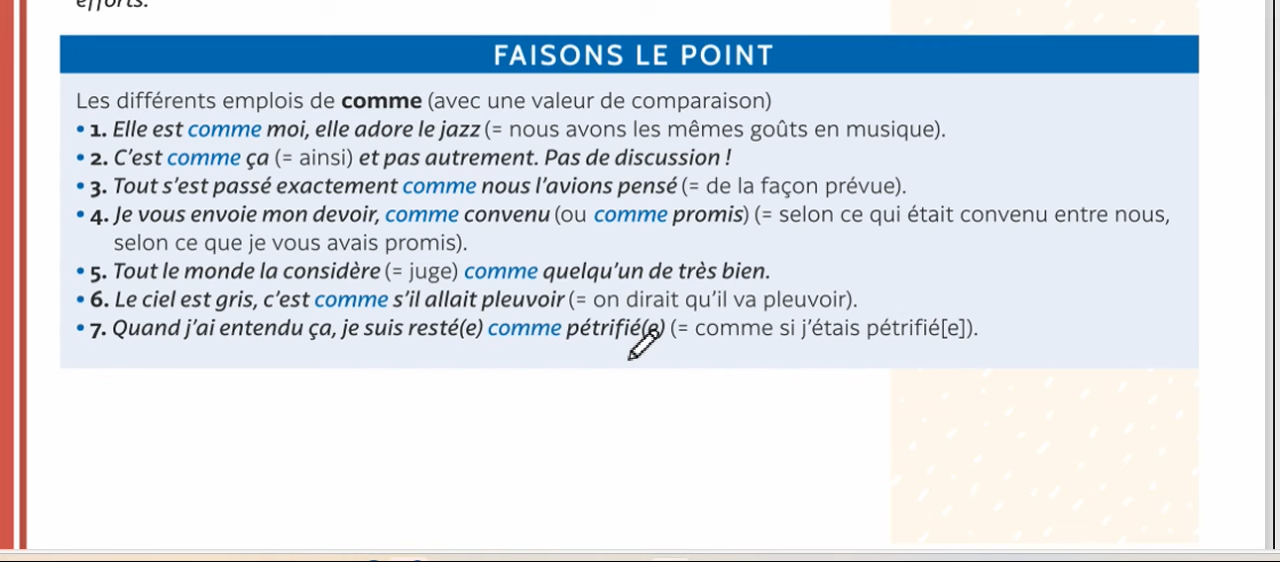 efforts.
FAISONS LE POINT
Les différents emplois de comme (avec une valeur de comparaison)
• 1. Elle est comme moi, elle adore le jazz (= nous avons les mêmes goûts en musique).
• 2. C'est comme ça (= ainsi) et pas autrement. Pas de discussion !
• 3. Tout s'est passé exactement comme nous l'avions pensé (= de la façon prévue).
• 4. Je vous envoie mon devoir, comme convenu (ou comme promis) (= selon ce qui était convenu entre nous,
selon ce que je vous avais promis).
• 5. Tout le monde la considère (= juge) comme quelqu'un de très bien.
• 6. Le ciel est gris, c'est comme s'il allait pleuvoir (= on dirait qu'il va pleuvoir).
• 7. Quand j'ai entendu ça, je suis resté(e) comme pétrifié(e) (= comme si j'étais pétrifié[e]).